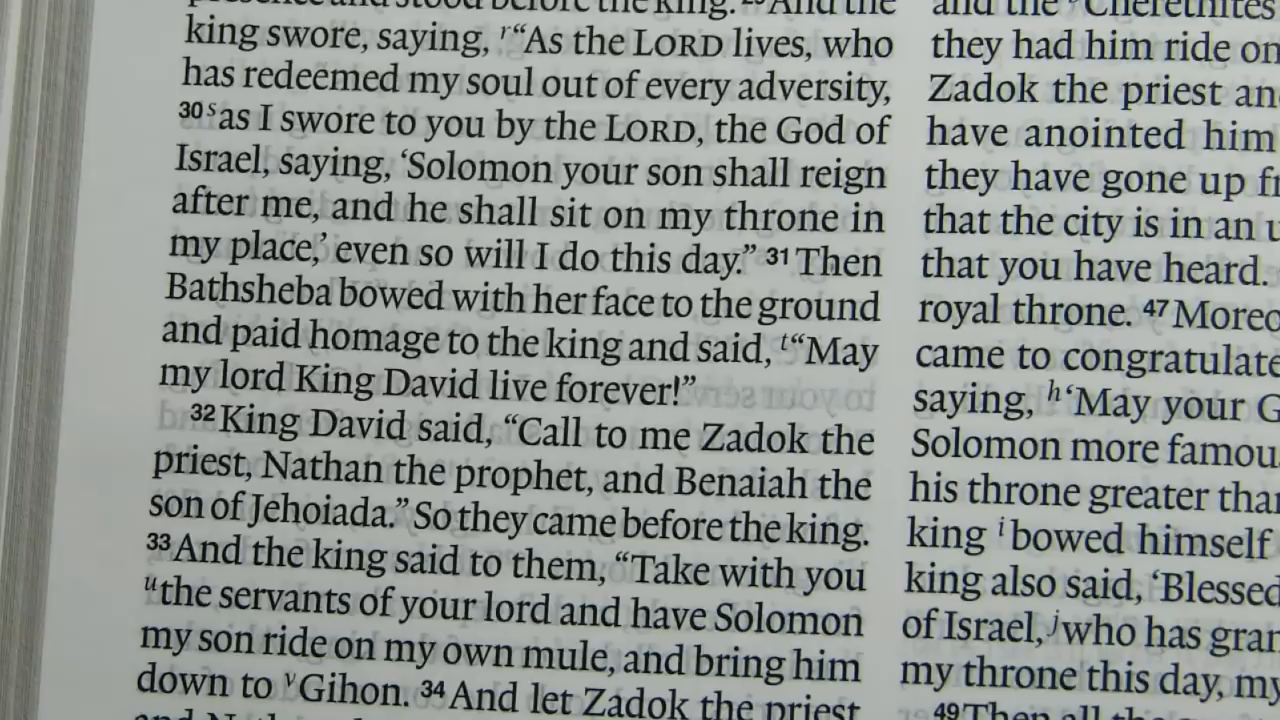 presence and stood before the king. 29 And the
king swore, saying, r“As the LORD lives, who
has redeemed my soul out of every adversity,
30 s as I swore to you by the LORD, the God of
Israel, saying, ‘Solomon your son shall reign
after me, and he shall sit on my throne in
my place,’ even so will I do this day.” 31 Then
Bathsheba bowed with her face to the ground
and paid homage to the king and said, t“May
my lord King David live forever!”
32 King David said, “Call to me Zadok the
priest, Nathan the prophet, and Benaiah the
son of Jehoiada.” So they came before the king.
33 And the king said to them, “Take with you
u the servants of your lord and have Solomon
my son ride on my own mule, and bring him
down to v Gihon. 34 And let Zadok the priest
and the Cherethites
they had him ride on
Zadok the priest
have anointed him
they have gone up
that the city is in an
that you have heard.
royal throne. 47
came to congratulate
saying, h ‘May your
Solomon more
his throne greater
king i bowed himself
king also said, ‘Blessed
of Israel, j who has
my throne this day, my
49 Then all